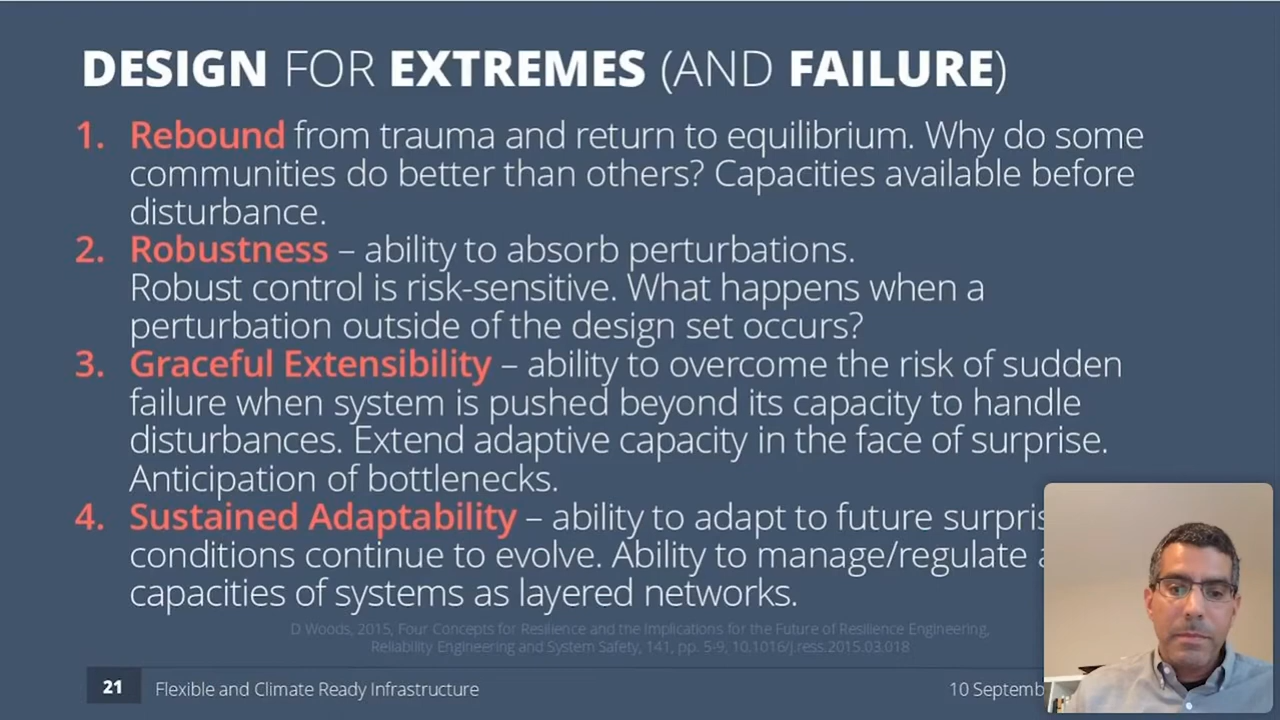 DESIGN FOR EXTREMES (AND FAILURE)
1. Rebound from trauma and return to equilibrium. Why do some
communities do better than others? Capacities available before
disturbance.
2. Robustness – ability to absorb perturbations.
Robust control is risk-sensitive. What happens when a
perturbation outside of the design set occurs?
3. Graceful Extensibility – ability to overcome the risk of sudden
failure when system is pushed beyond its capacity to handle
disturbances. Extend adaptive capacity in the face of surprise.
Anticipation of bottlenecks.
4. Sustained Adaptability – ability to adapt to future
conditions continue to evolve. Ability to manage/regulate
capacities of systems as layered networks.
D Woods, 2015, Four Concepts for Resilience and the Implications for the Future of Resilience Engineering,
Reliability Engineering and System Safety, 141, pp. 5-9, 10.1016/j.ress.2015.03.018
21 Flexible and Climate Ready Infrastructure
10